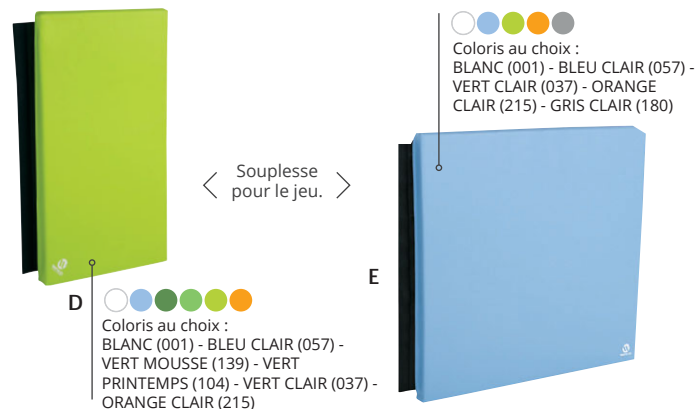 Coloris au choix :
BLANC (001) - BLEU CLAIR (057) -
VERT CLAIR (037) - ORANGE
CLAIR (215) - GRIS CLAIR (180)
Souplesse
pour le jeu.
E
D
Coloris au choix :
BLANC (001) - BLEU CLAIR (057) -
VERT MOUSSE (139) - VERT
PRINTEMPS (104) - VERT CLAIR (037) -
ORANGE CLAIR (215)